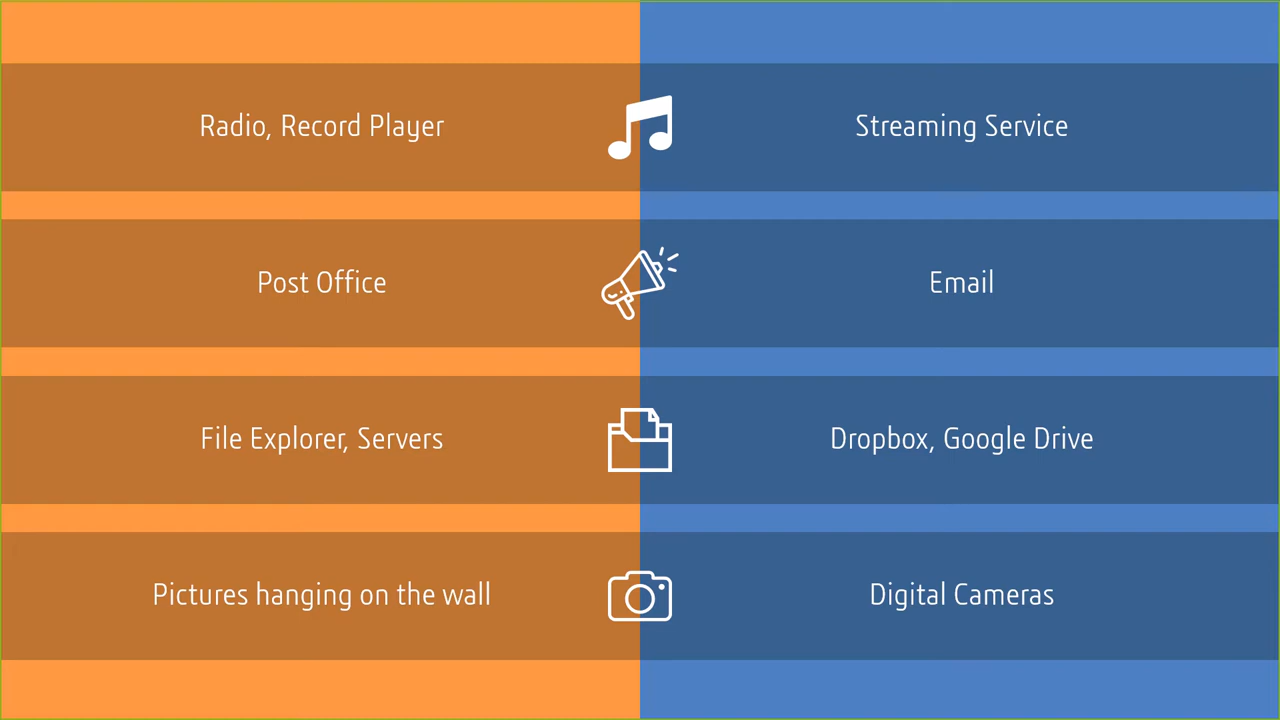 Radio, Record Player
Streaming Service
Post Office
Email
File Explorer, Servers
Dropbox, Google Drive
Pictures hanging on the wall
Digital Cameras